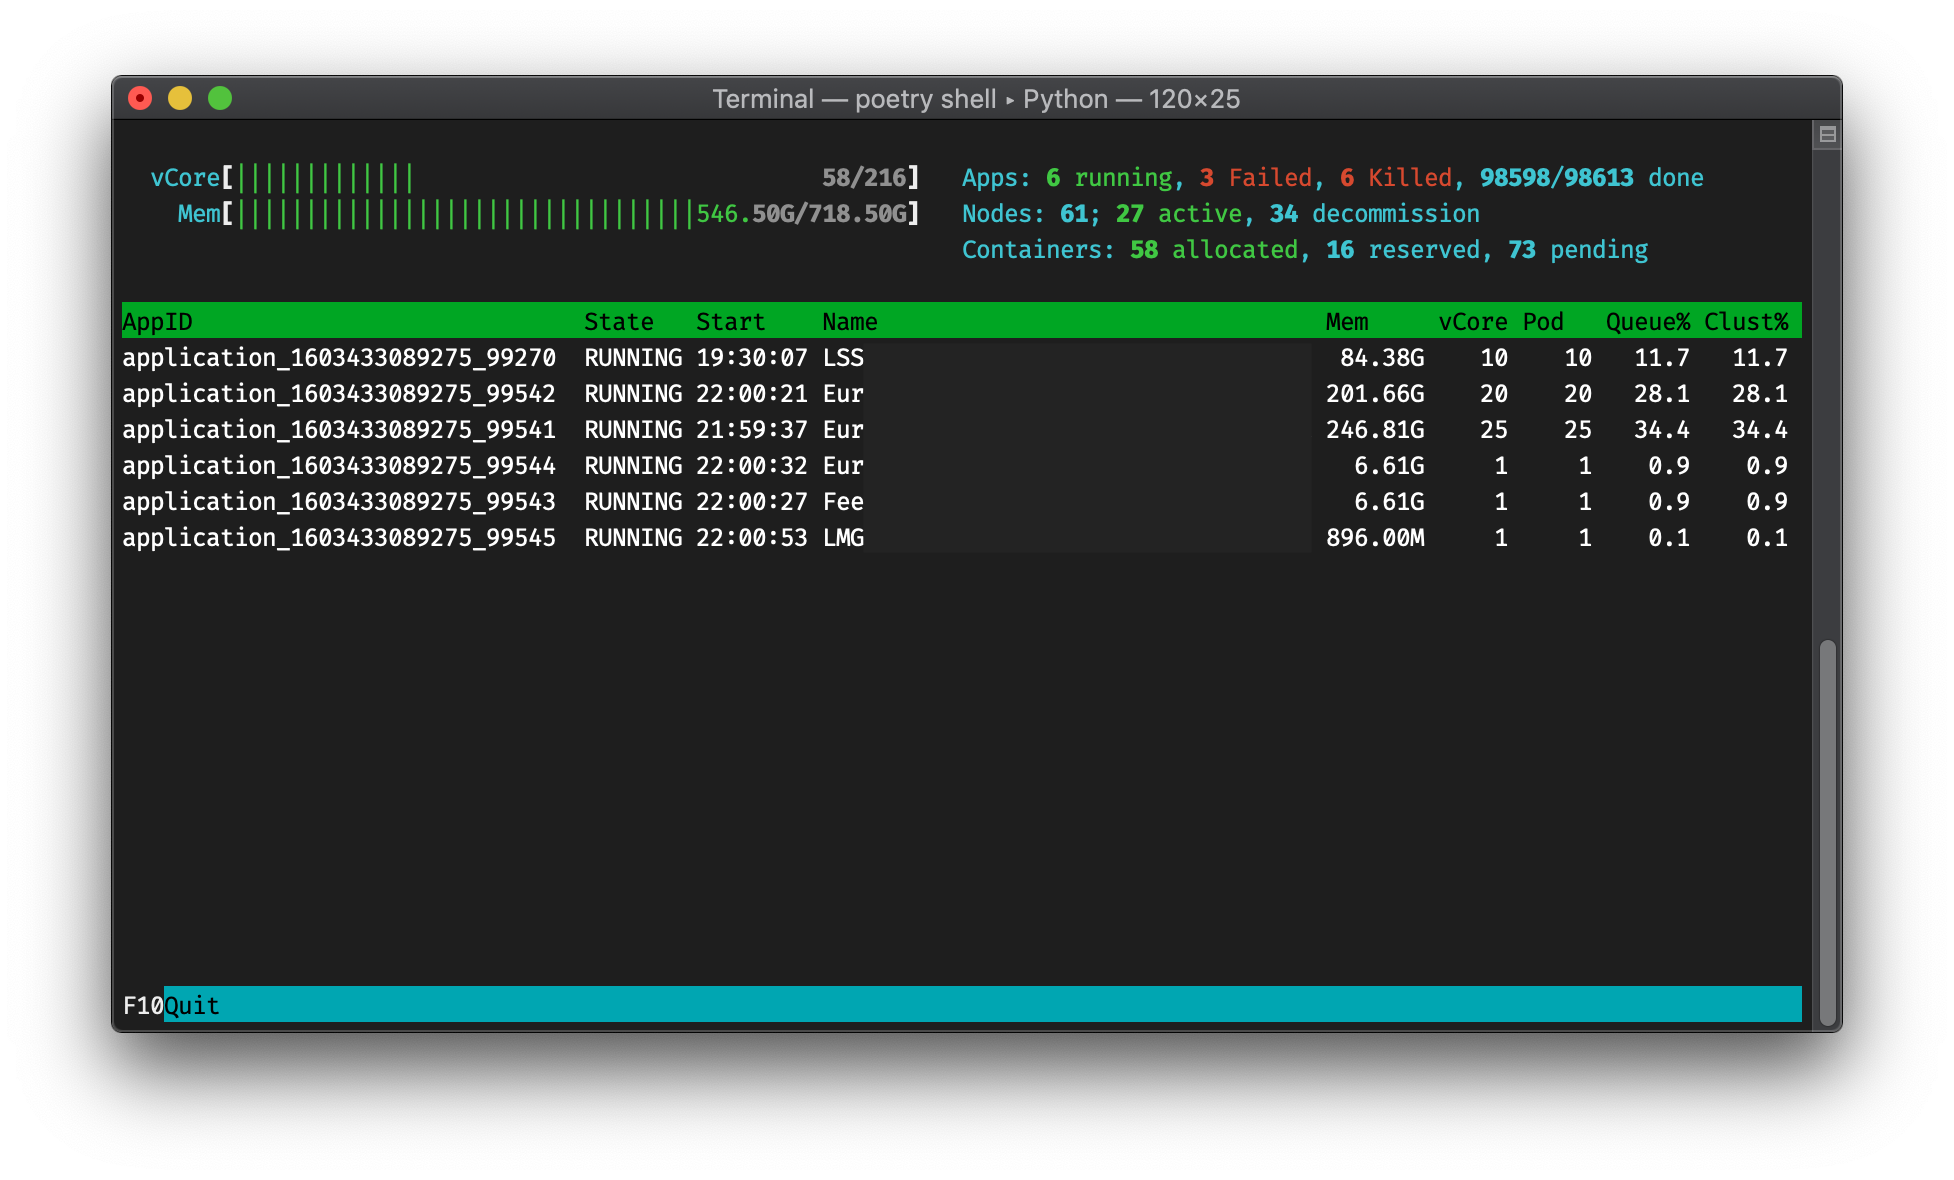 Terminal — poetry shell ▸ Python — 120×25
vCore[||||||||||||| 58/216]
Mem[|||||||||||||||||||||||||||||||||546.50G/718.50G]
Apps: 6 running, 3 Failed, 6 Killed, 98598/98613 done
Nodes: 61; 27 active, 34 decommission
Containers: 58 allocated, 16 reserved, 73 pending
AppID State Start Name Mem vCore Pod Queue% Clust%
application_1603433089275_99270 RUNNING 19:30:07 LSS 84.38G 10 10 11.7 11.7
application_1603433089275_99542 RUNNING 22:00:21 Eur 201.66G 20 20 28.1 28.1
application_1603433089275_99541 RUNNING 21:59:37 Eur 246.81G 25 25 34.4 34.4
application_1603433089275_99544 RUNNING 22:00:32 Eur 6.61G 1 1 0.9 0.9
application_1603433089275_99543 RUNNING 22:00:27 Fee 6.61G 1 1 0.9 0.9
application_1603433089275_99545 RUNNING 22:00:53 LMG 896.00M 1 1 0.1 0.1
F10Quit